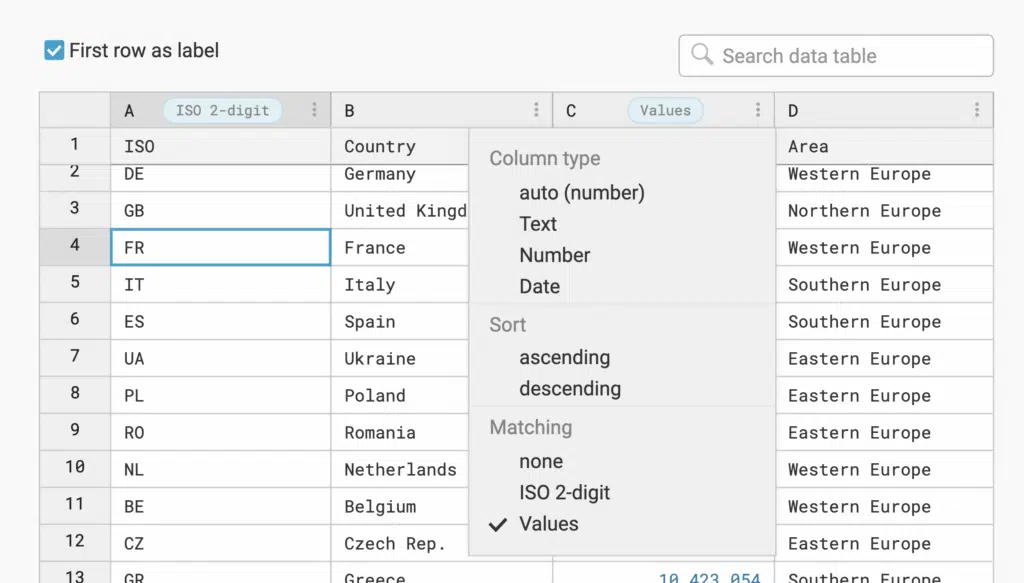 First row as label
Search data table
A ISO 2-digit B C Values D
1 ISO Country Area
2 DE Germany Western Europe
3 GB United Kingd Northern Europe
4 FR France Western Europe
5 IT Italy Southern Europe
6 ES Spain Southern Europe
7 UA Ukraine Eastern Europe
8 PL Poland Eastern Europe
9 RO Romania Eastern Europe
10 NL Netherlands Western Europe
11 BE Belgium Western Europe
12 CZ Czech Rep. Eastern Europe
13 GR Greece 10,423,054 Southern Europe
Column type
auto (number)
Text
Number
Date
Sort
ascending
descending
Matching
none
ISO 2-digit
Values